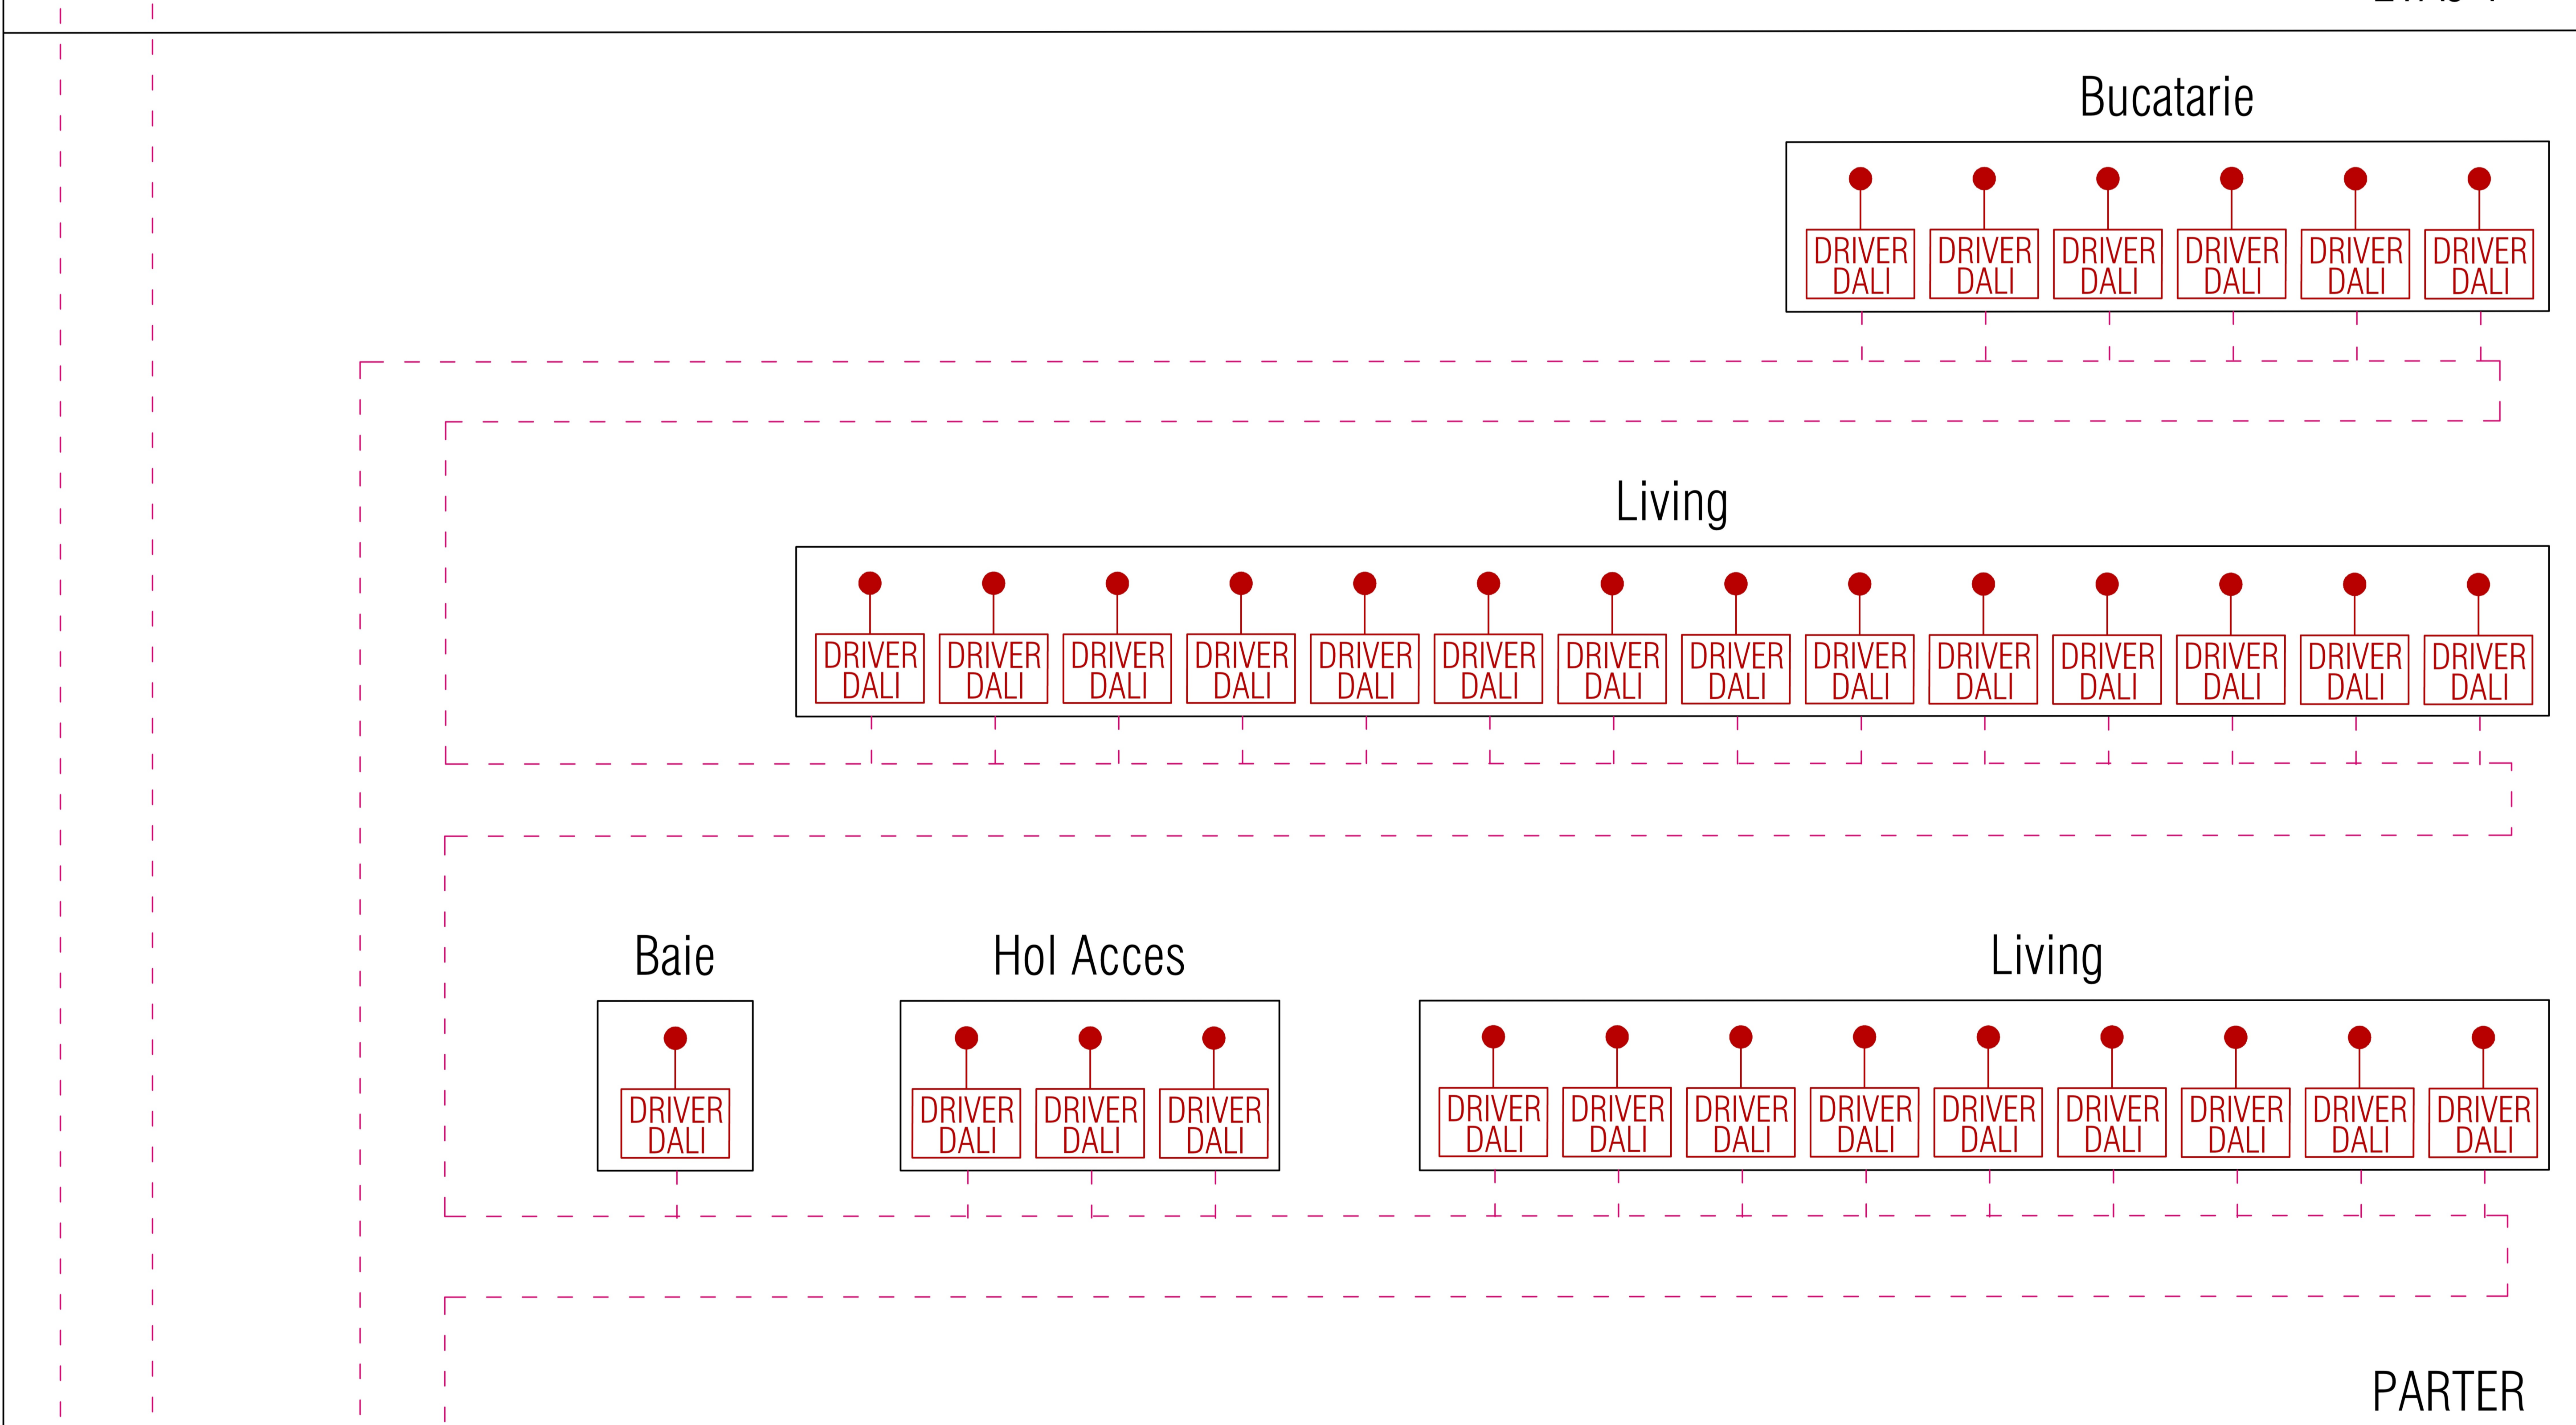 Bucatarie
DRIVER DRIVER DRIVER DRIVER DRIVER DRIVER
DALI DALI DALI DALI DALI DALI
Living
DRIVER DRIVER DRIVER DRIVER DRIVER DRIVER DRIVER DRIVER DRIVER DRIVER DRIVER DRIVER DRIVER DRIVER
DALI DALI DALI DALI DALI DALI DALI DALI DALI DALI DALI DALI DALI DALI
Baie Hol Acces Living
DRIVER DRIVER DRIVER DRIVER DRIVER DRIVER DRIVER DRIVER DRIVER DRIVER DRIVER DRIVER DRIVER
DALI DALI DALI DALI DALI DALI DALI DALI DALI DALI DALI DALI DALI
PARTER